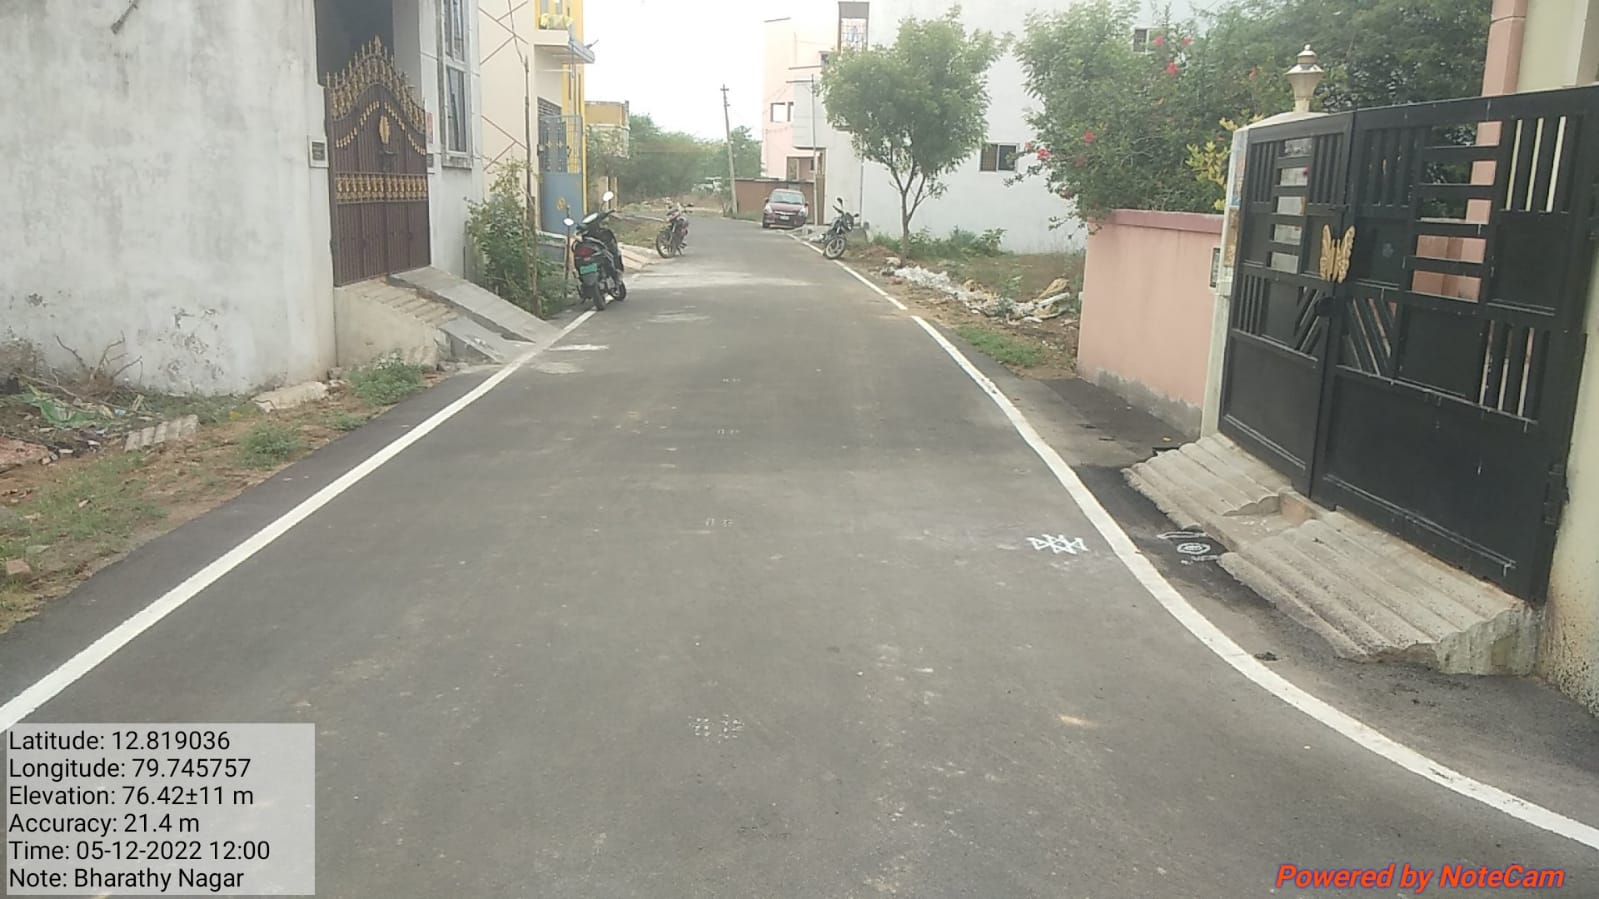 Latitude: 12.819036
Longitude: 79.745757
Elevation: 76.42±11 m
Accuracy: 21.4 m
Time: 05-12-2022 12:00
Note: Bharathy Nagar
Powered by NoteCam